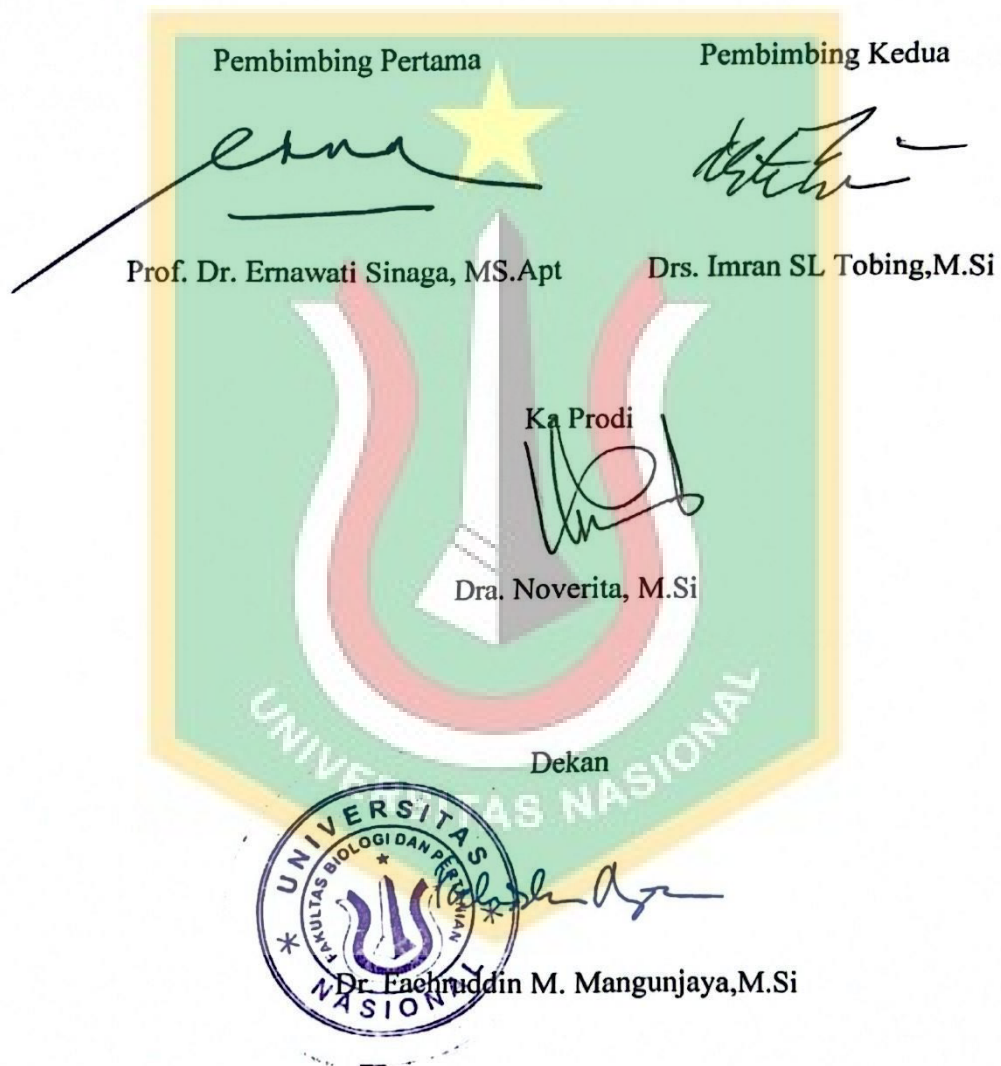 Pembimbing Pertama
Pembimbing Kedua
erna
Prof. Dr. Ernawati Sinaga, MS.Apt
Drs. Imran SL Tobing,M.Si
Ka Prodi
Dra. Noverita, M.Si
UNIVERSITAS NASIONAL
Dekan
UNIVERSITAS
FAKULTAS BIOLOGI DAN PERTANIAN
NASIONAL
Dr. Fachruddin M. Mangunjaya,M.Si